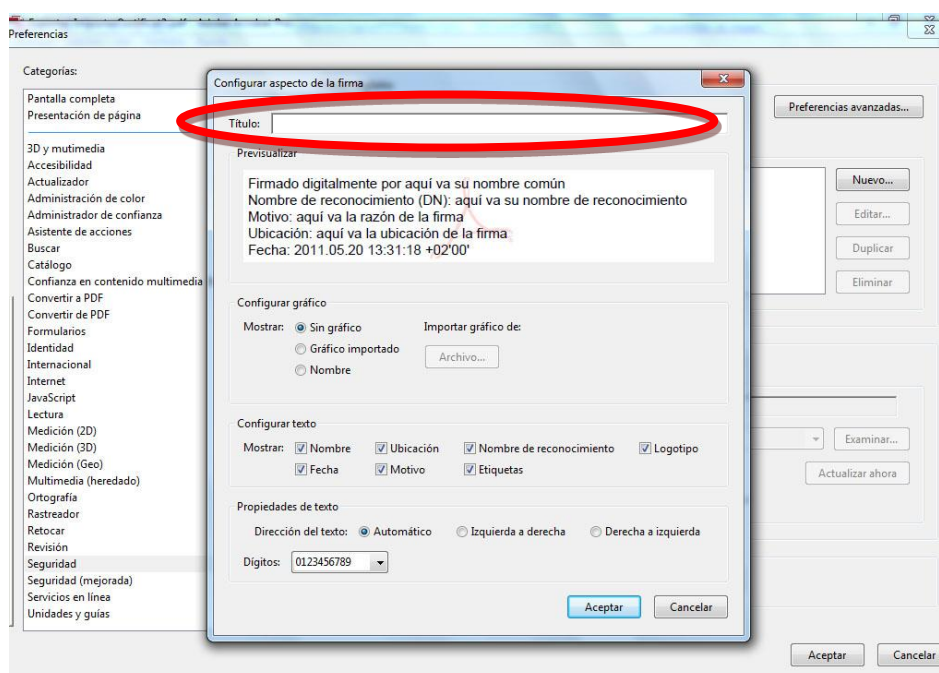 Preferencias
Categorías:
Pantalla completa
Presentación de página
3D y mutimedia
Accesibilidad
Actualizador
Administración de color
Administrador de confianza
Asistente de acciones
Buscar
Catálogo
Confianza en contenido multimedia
Convertir a PDF
Convertir de PDF
Formularios
Identidad
Internacional
Internet
JavaScript
Lectura
Medición (2D)
Medición (3D)
Medición (Geo)
Multimedia (heredado)
Ortografía
Rastreador
Retocar
Revisión
Seguridad
Seguridad (mejorada)
Servicios en línea
Unidades y guías
Configurar aspecto de la firma
Título:
Previsualizar
Firmado digitalmente por aquí va su nombre común
Nombre de reconocimiento (DN): aquí va su nombre de reconocimiento
Motivo: aquí va la razón de la firma
Ubicación: aquí va la ubicación de la firma
Fecha: 2011.05.20 13:31:18 +02'00'
Configurar gráfico
Mostrar: Sin gráfico Importar gráfico de:
Gráfico importado Archivo...
Nombre
Configurar texto
Mostrar: Nombre Ubicación Nombre de reconocimiento Logotipo
Fecha Motivo Etiquetas
Propiedades de texto
Dirección del texto: Automático Izquierda a derecha Derecha a izquierda
Dígitos: 0123456789
Aceptar Cancelar
Preferencias avanzadas...
Nuevo...
Editar...
Duplicar
Eliminar
Examinar...
Actualizar ahora
Aceptar Cancelar